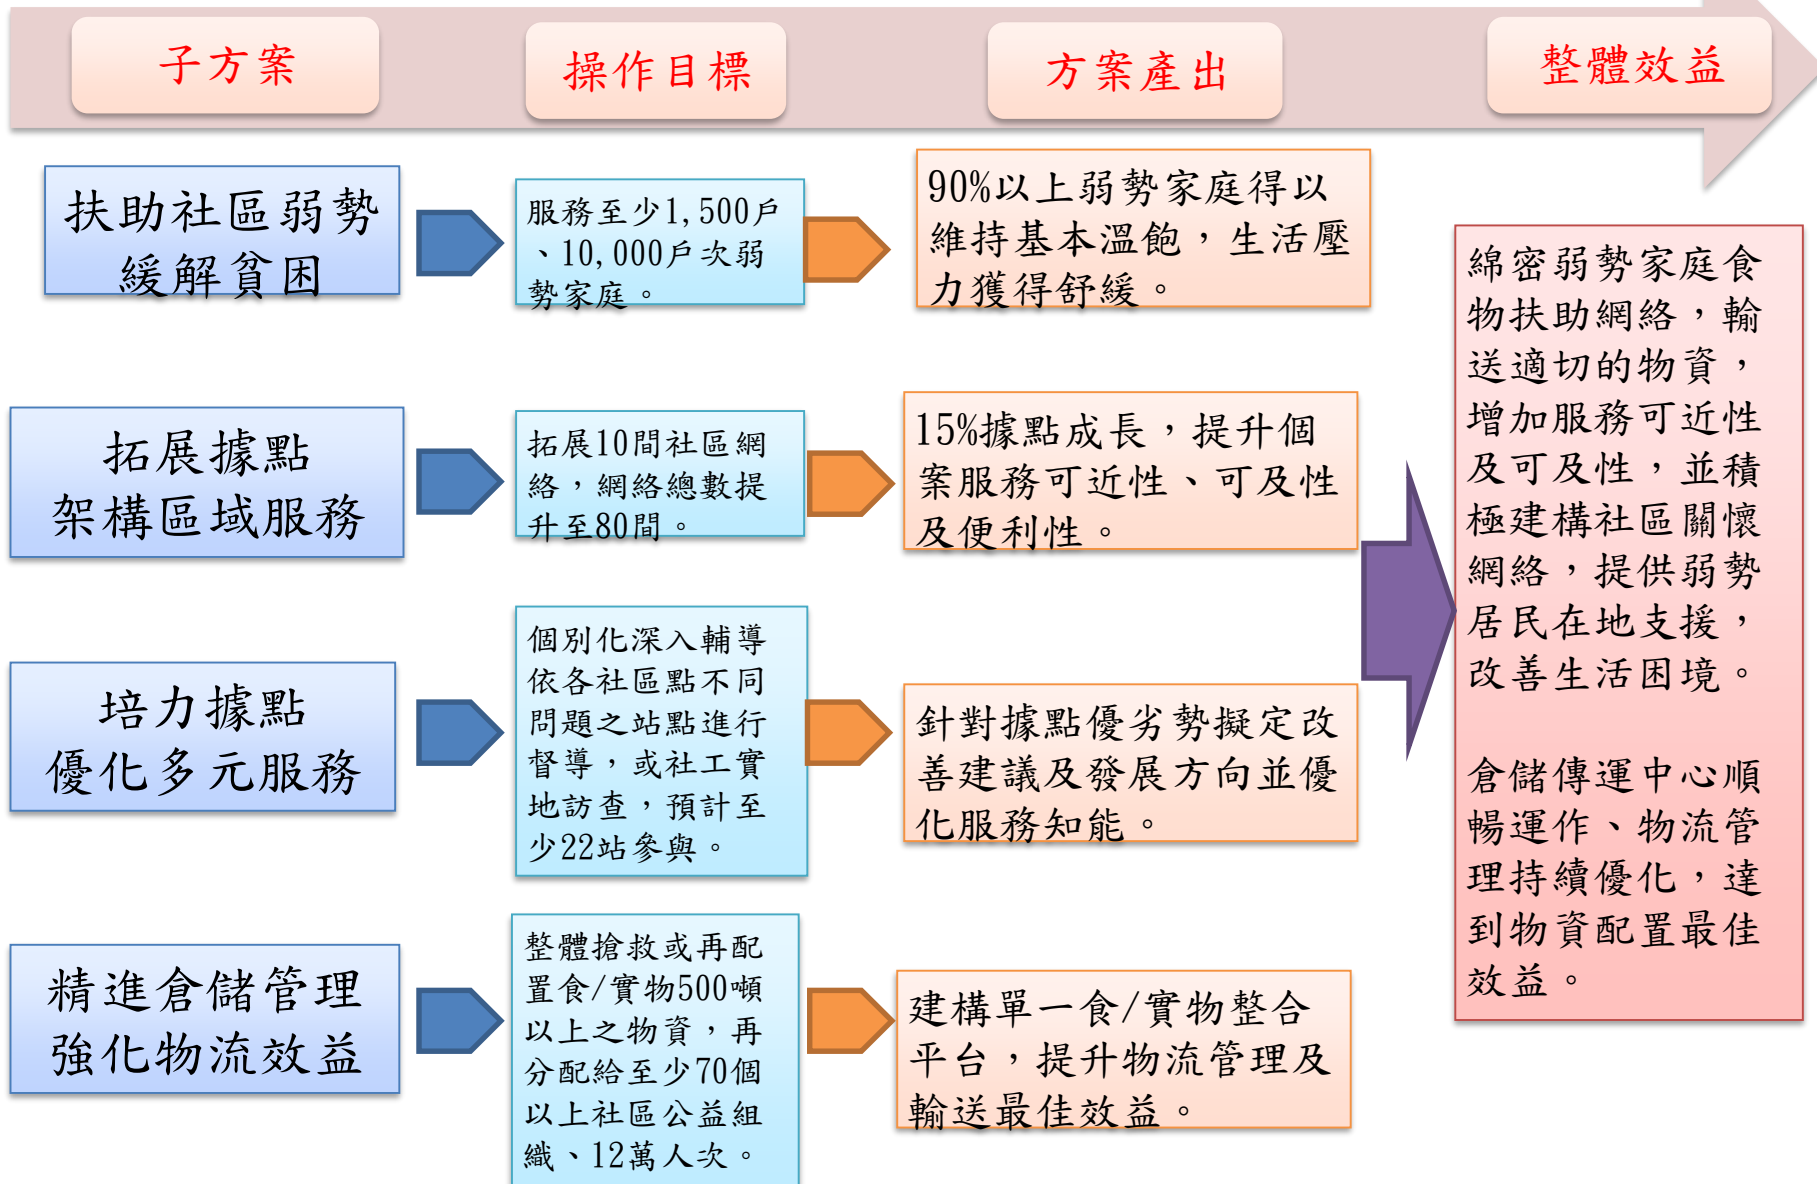 子方案
操作目標
方案產出
整體效益
扶助社區弱勢
緩解貧困
服務至少1,500戶
、10,000戶次弱
勢家庭。
90%以上弱勢家庭得以
維持基本溫飽，生活壓
力獲得舒緩。
拓展據點
架構區域服務
拓展10間社區網
絡，網絡總數提
升至80間。
15%據點成長，提升個
案服務可近性、可及性
及便利性。
培力據點
優化多元服務
個別化深入輔導
依各社區點不同
問題之站點進行
督導，或社工實
地訪查，預計至
少22站參與。
針對據點優劣勢擬定改
善建議及發展方向並優
化服務知能。
精進倉儲管理
強化物流效益
整體搶救或再配
置食/實物500噸
以上之物資，再
分配給至少70個
以上社區公益組
織、12萬人次。
建構單一食/實物整合
平台，提升物流管理及
輸送最佳效益。
綿密弱勢家庭食
物扶助網絡，輸
送適切的物資，
增加服務可近性
及可及性，並積
極建構社區關懷
網絡，提供弱勢
居民在地支援，
改善生活困境。
倉儲傳運中心順
暢運作、物流管
理持續優化，達
到物資配置最佳
效益。